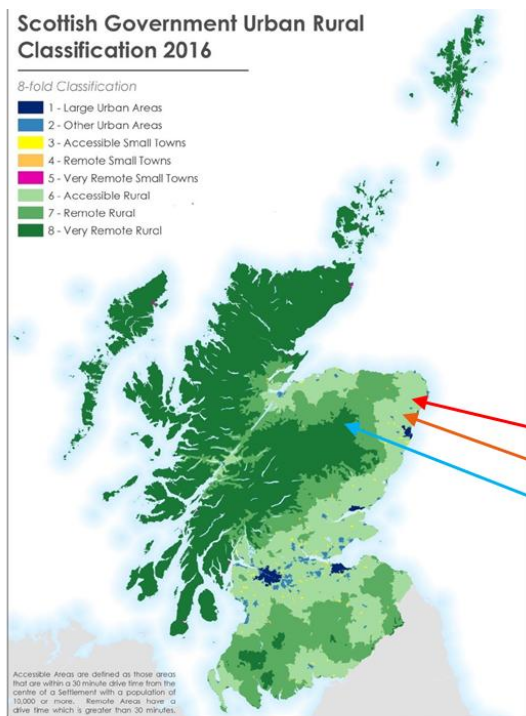 Scottish Government Urban Rural
Classification 2016
8-fold Classification
1 - Large Urban Areas
2 - Other Urban Areas
3 - Accessible Small Towns
4 - Remote Small Towns
5 - Very Remote Small Towns
6 - Accessible Rural
7 - Remote Rural
8 - Very Remote Rural
Accessible Areas are defined as those areas
that are within a 30 minute drive time from the
centre of a Settlement with a population of
10,000 or more. Remote Areas have a
drive time which is greater than 30 minutes.